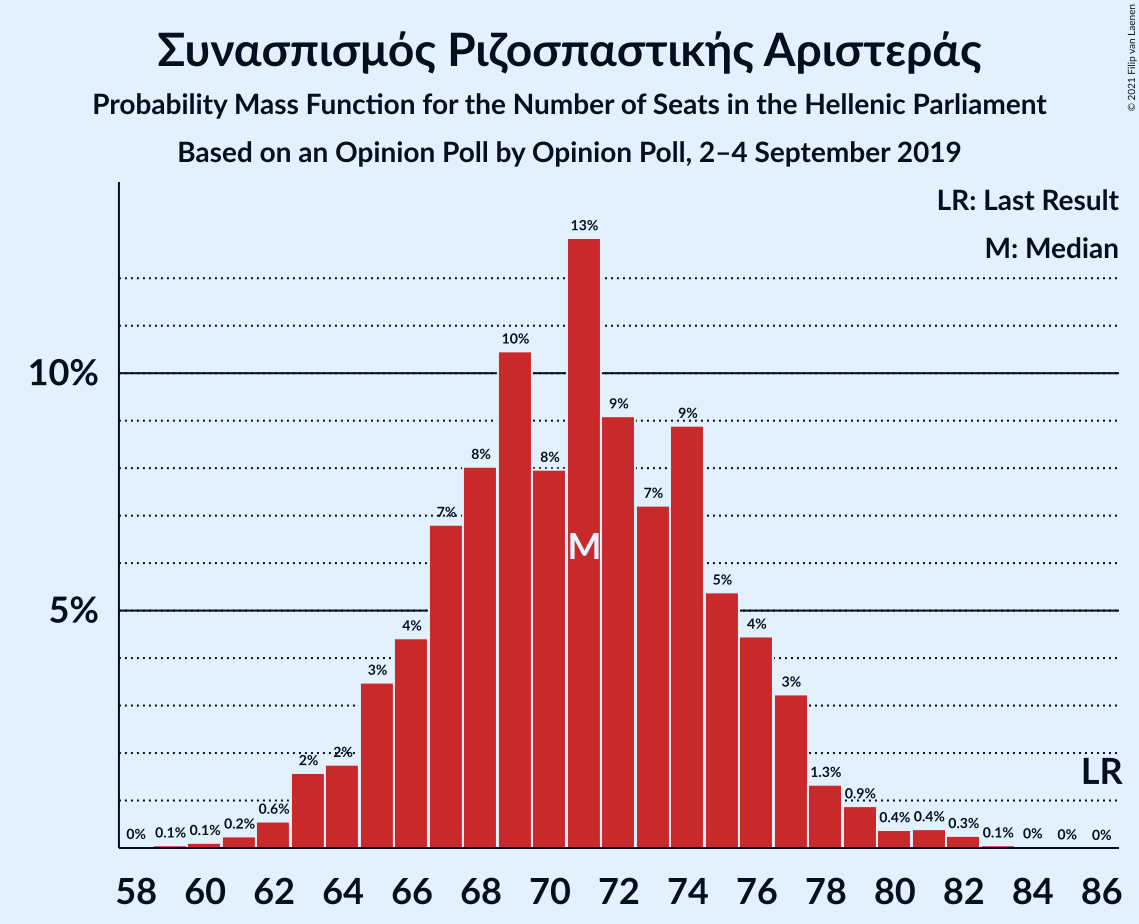 Συνασπισμός Ριζοσπαστικής Αριστεράς
Probability Mass Function for the Number of Seats in the Hellenic Parliament
Based on an Opinion Poll by Opinion Poll, 2–4 September 2019
© 2021 Filip van Laenen
LR: Last Result
M: Median
10%
5%
0% 0.1% 0.1% 0.2% 0.6% 2% 2% 3% 4% 7% 8% 10% 8% 13% 9% 7% 9% 5% 4% 3% 1.3% 0.9% 0.4% 0.4% 0.3% 0.1% 0% 0% 0%
M
LR
58 60 62 64 66 68 70 72 74 76 78 80 82 84 86